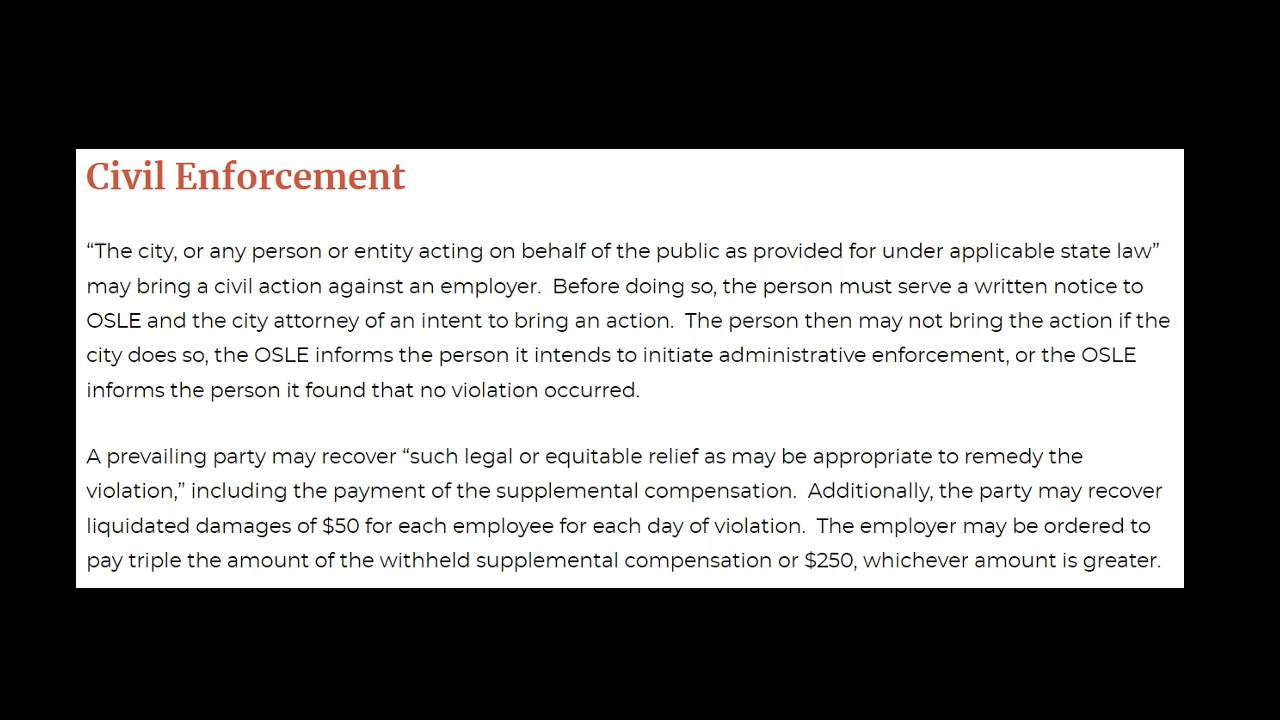 Civil Enforcement
“The city, or any person or entity acting on behalf of the public as provided for under applicable state law”
may bring a civil action against an employer.  Before doing so, the person must serve a written notice to
OSLE and the city attorney of an intent to bring an action.  The person then may not bring the action if the
city does so, the OSLE informs the person it intends to initiate administrative enforcement, or the OSLE
informs the person it found that no violation occurred.
A prevailing party may recover “such legal or equitable relief as may be appropriate to remedy the
violation,” including the payment of the supplemental compensation.  Additionally, the party may recover
liquidated damages of $50 for each employee for each day of violation.  The employer may be ordered to
pay triple the amount of the withheld supplemental compensation or $250, whichever amount is greater.